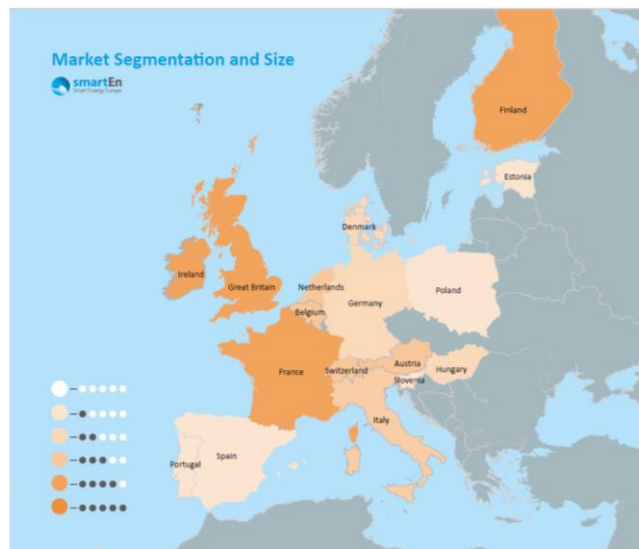 Market Segmentation and Size
smartEn
Smart Energy Europe
Finland
Estonia
Denmark
Ireland
Great Britain
Netherlands
Poland
Germany
Belgium
France
Switzerland
Austria
Hungary
Slovenia
Italy
Portugal
Spain